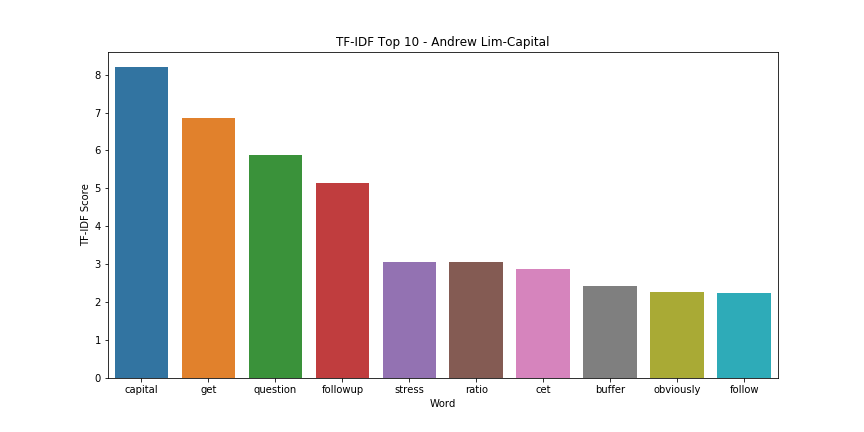 TF-IDF Top 10 - Andrew Lim-Capital
TF-IDF Score
8
7
6
5
4
3
2
1
0
capital get question followup stress ratio cet buffer obviously follow
Word